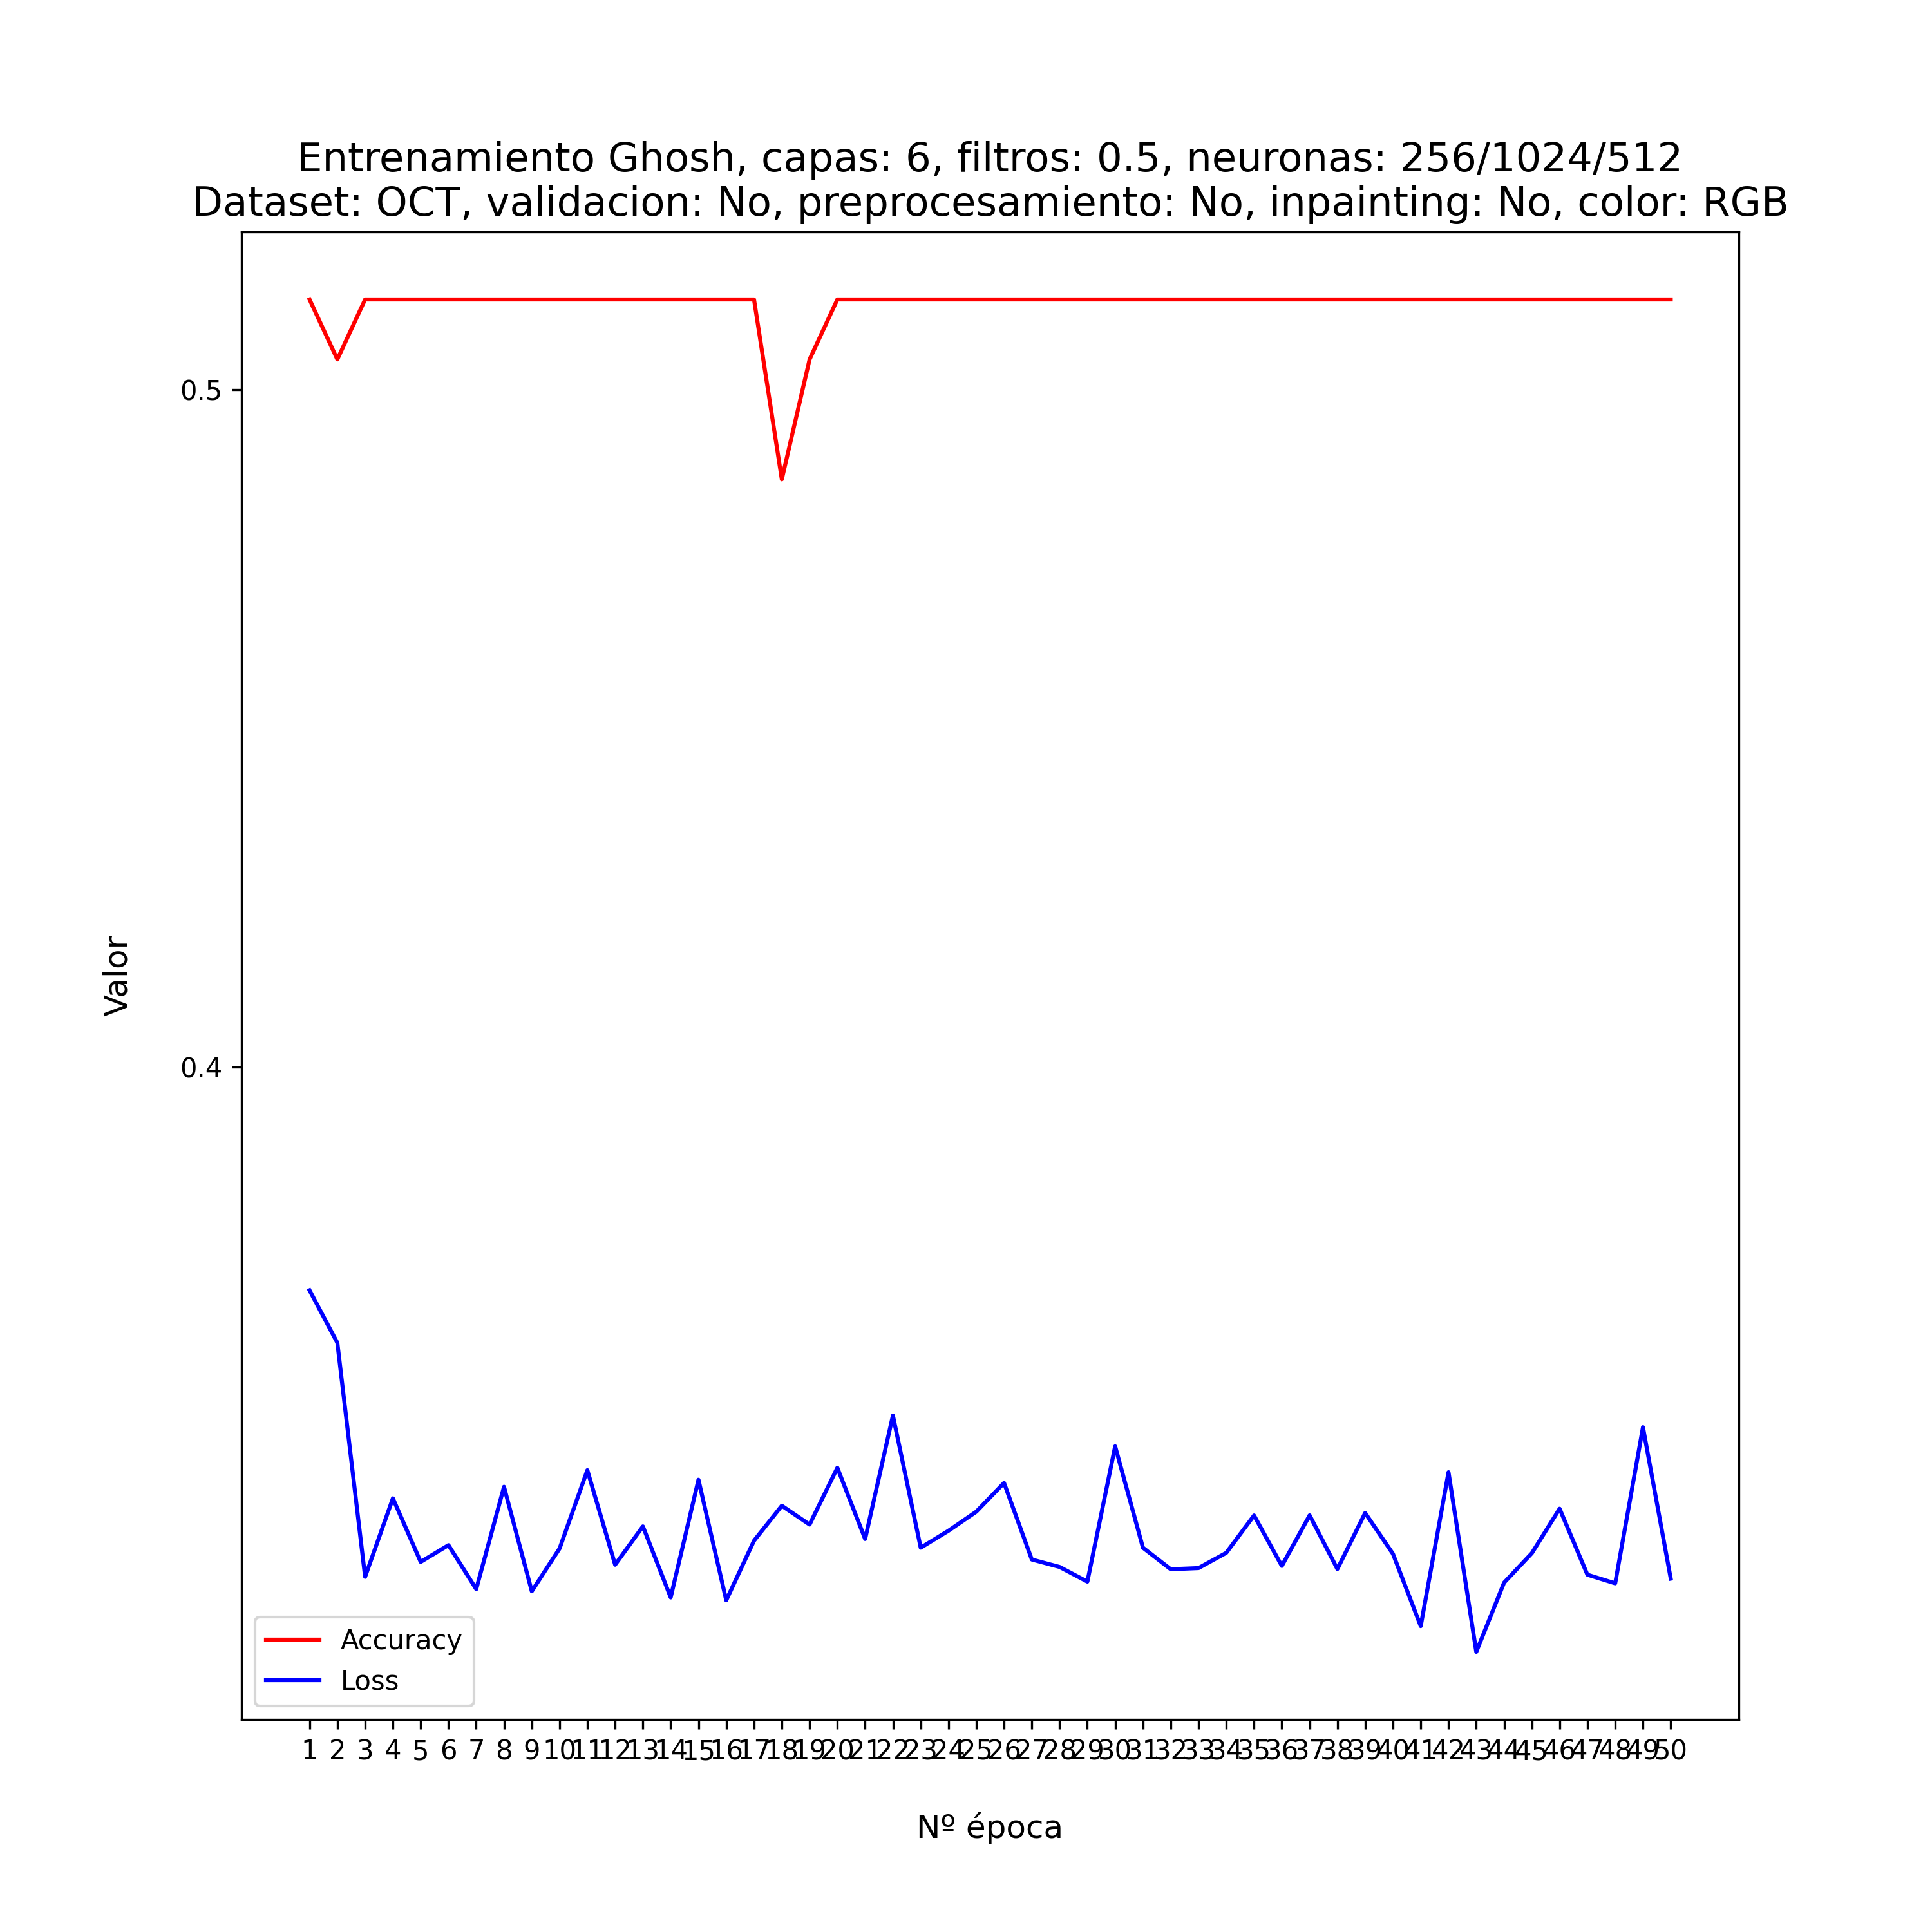 Entrenamiento Ghosh, capas: 6, filtros: 0.5, neuronas: 256/1024/512
Dataset: OCT, validacion: No, preprocesamiento: No, inpainting: No, color: RGB
0.5
0.4
Valor
Accuracy
Loss
1 2 3 4 5 6 7 8 9 10 11 12 13 14 15 16 17 18 19 20 21 22 23 24 25 26 27 28 29 30 31 32 33 34 35 36 37 38 39 40 41 42 43 44 45 46 47 48 49 50
Nº época